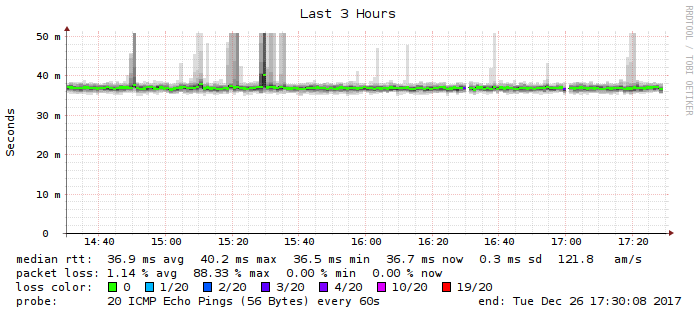 Last 3 Hours
RRDTOOL / TOBI OETIKER
Seconds
50 m
40 m
30 m
20 m
10 m
0
14:40 15:00 15:20 15:40 16:00 16:20 16:40 17:00 17:20
median rtt: 36.9 ms avg 40.2 ms max 36.5 ms min 36.7 ms now 0.3 ms sd 121.8 am/s
packet loss: 1.14 % avg 88.33 % max 0.00 % min 0.00 % now
loss color: 0 1/20 2/20 3/20 4/20 10/20 19/20
probe: 20 ICMP Echo Pings (56 Bytes) every 60s end: Tue Dec 26 17:30:08 2017